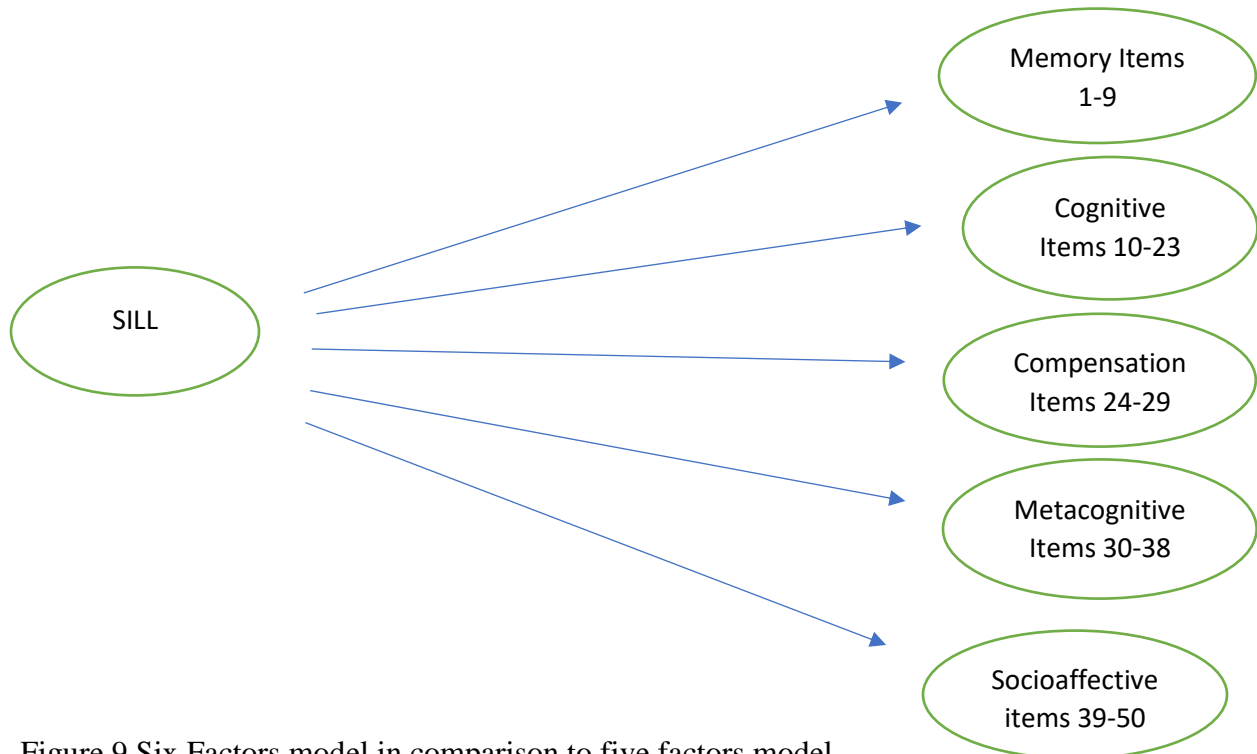 Memory Items
1-9
Cognitive
Items 10-23
SILL
Compensation
Items 24-29
Metacognitive
Items 30-38
Socioaffective
items 39-50
Figure 9 Six Factors model in comparison to five factors model